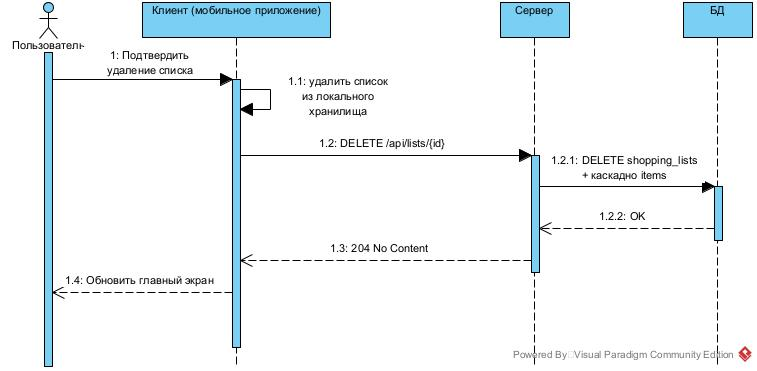 Клиент (мобильное приложение)
Сервер
БД
Пользователь
1: Подтвердить
удаление списка
1.1: удалить список
из локального
хранилища
1.2: DELETE /api/lists/{id}
1.2.1: DELETE shopping_lists
+ каскадно items
1.2.2: OK
1.3: 204 No Content
1.4: Обновить главный экран
Powered By Visual Paradigm Community Edition